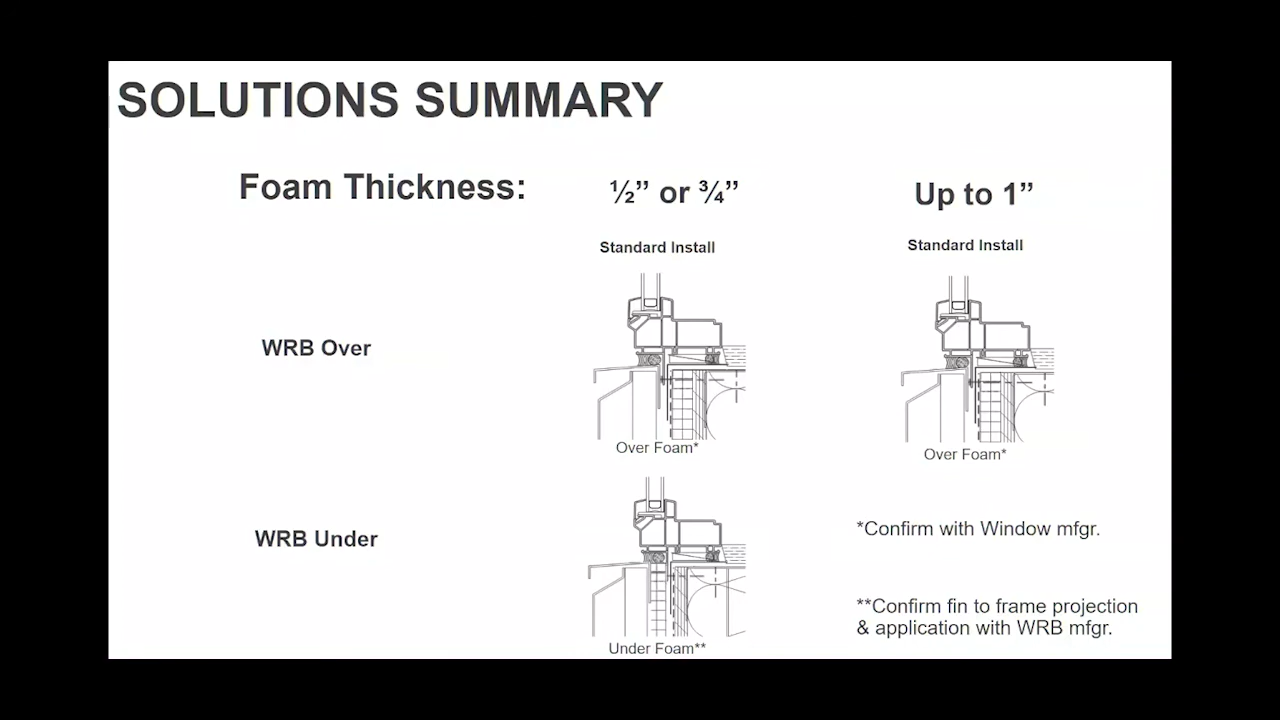 SOLUTIONS SUMMARY
Foam Thickness:
½” or ¾”
Up to 1”
Standard Install
Standard Install
WRB Over
Over Foam*
Over Foam*
WRB Under
*Confirm with Window mfgr.
**Confirm fin to frame projection
& application with WRB mfgr.
Under Foam**